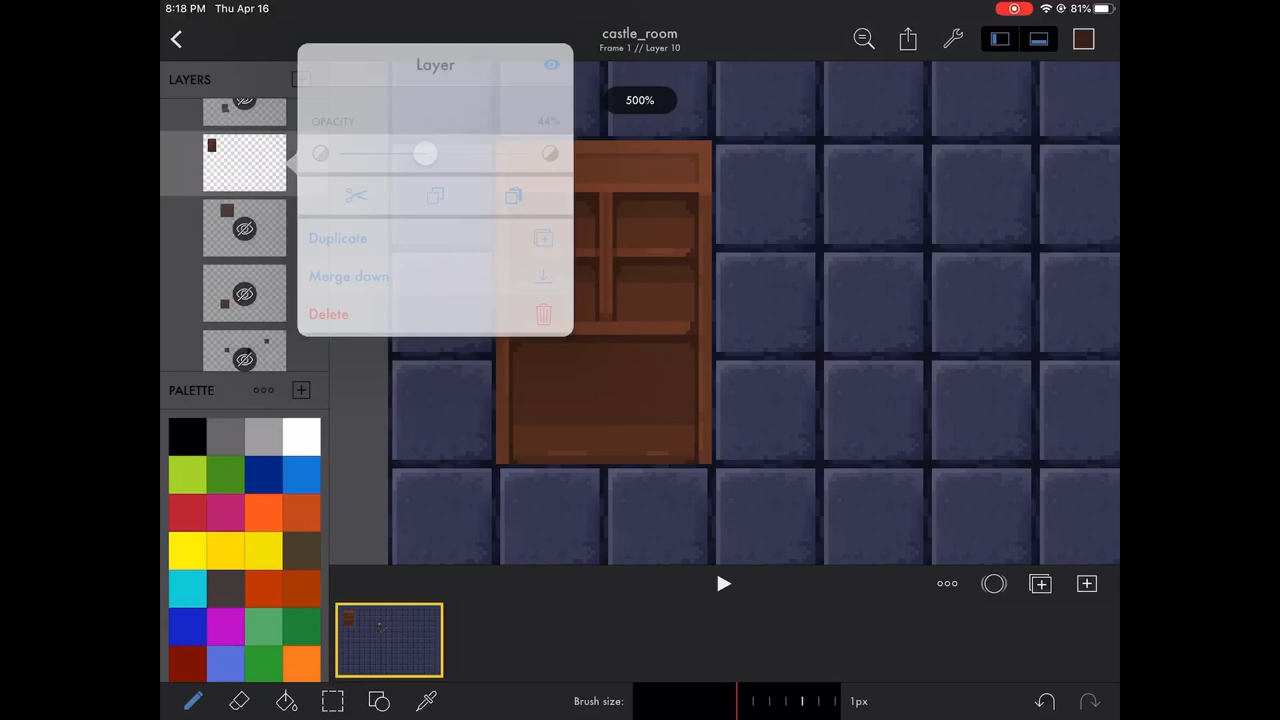 8:18 PM Thu Apr 16
81%
castle_room
Frame 1 // Layer 10
LAYERS
Layer
500%
OPACITY
44%
Duplicate
Merge down
Delete
PALETTE
Brush size:
1px